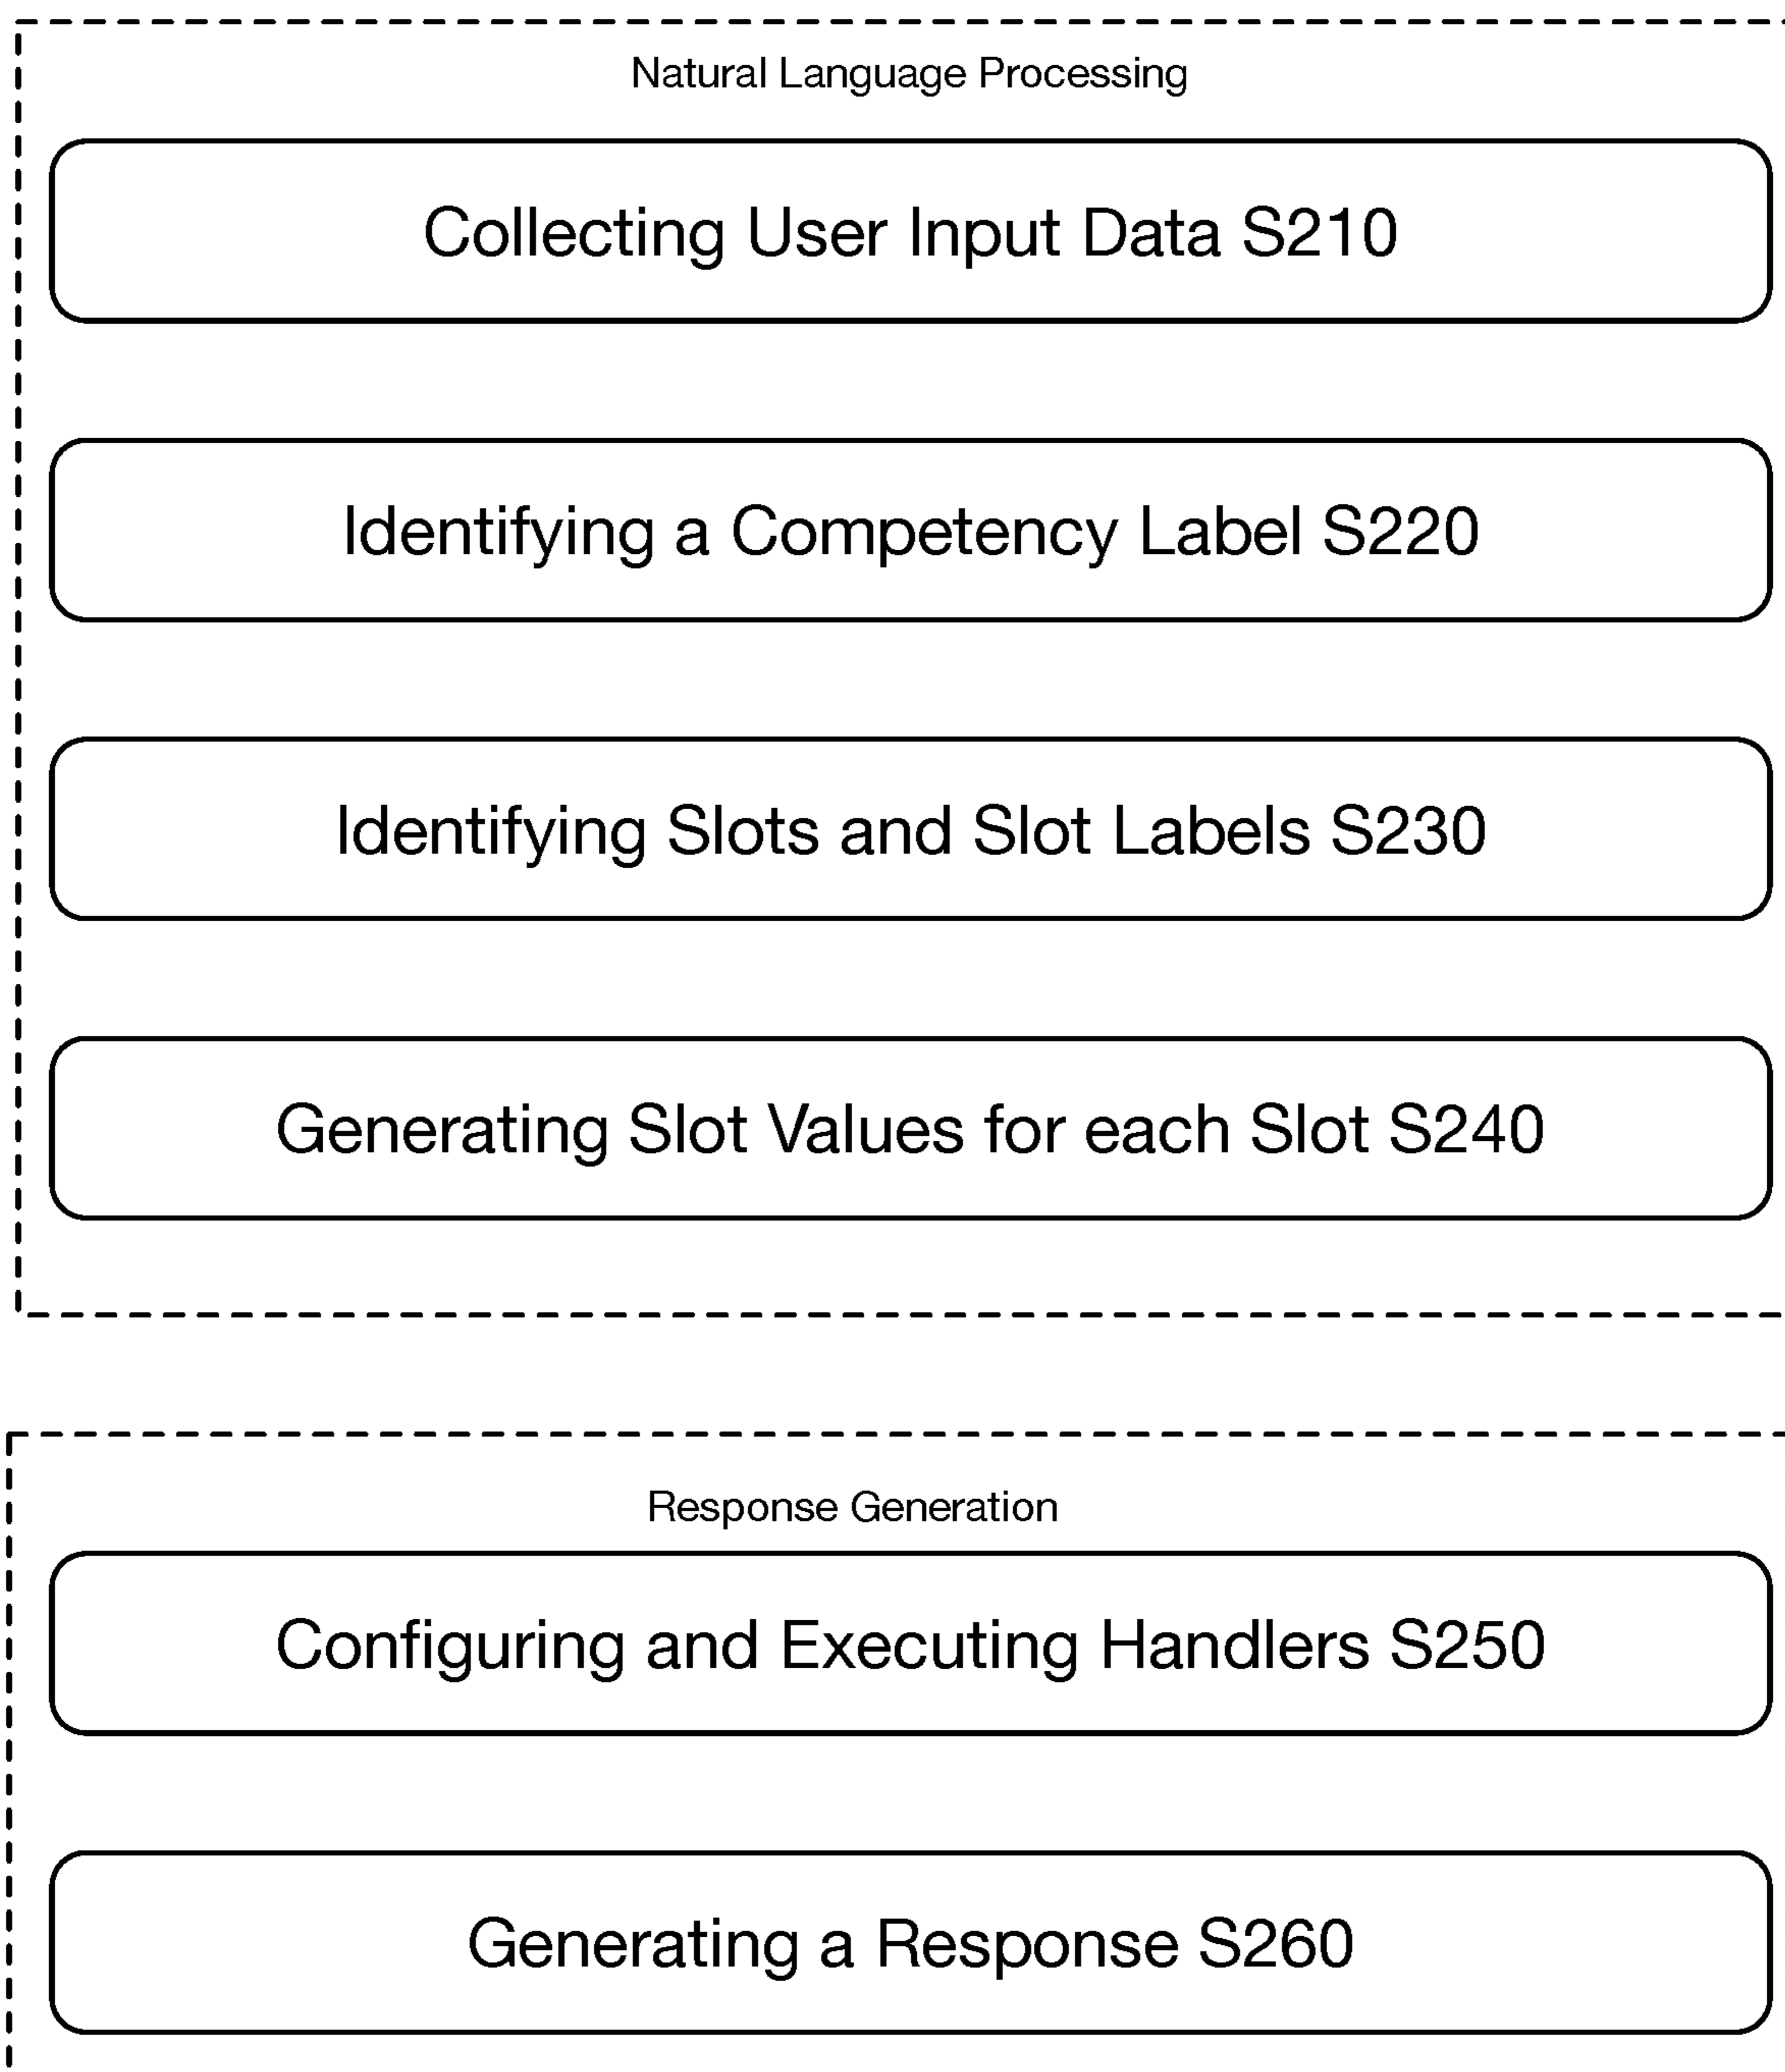 Natural Language Processing
Collecting User Input Data S210
Identifying a Competency Label S220
Identifying Slots and Slot Labels S230
Generating Slot Values for each Slot S240
Response Generation
Configuring and Executing Handlers S250
Generating a Response S260